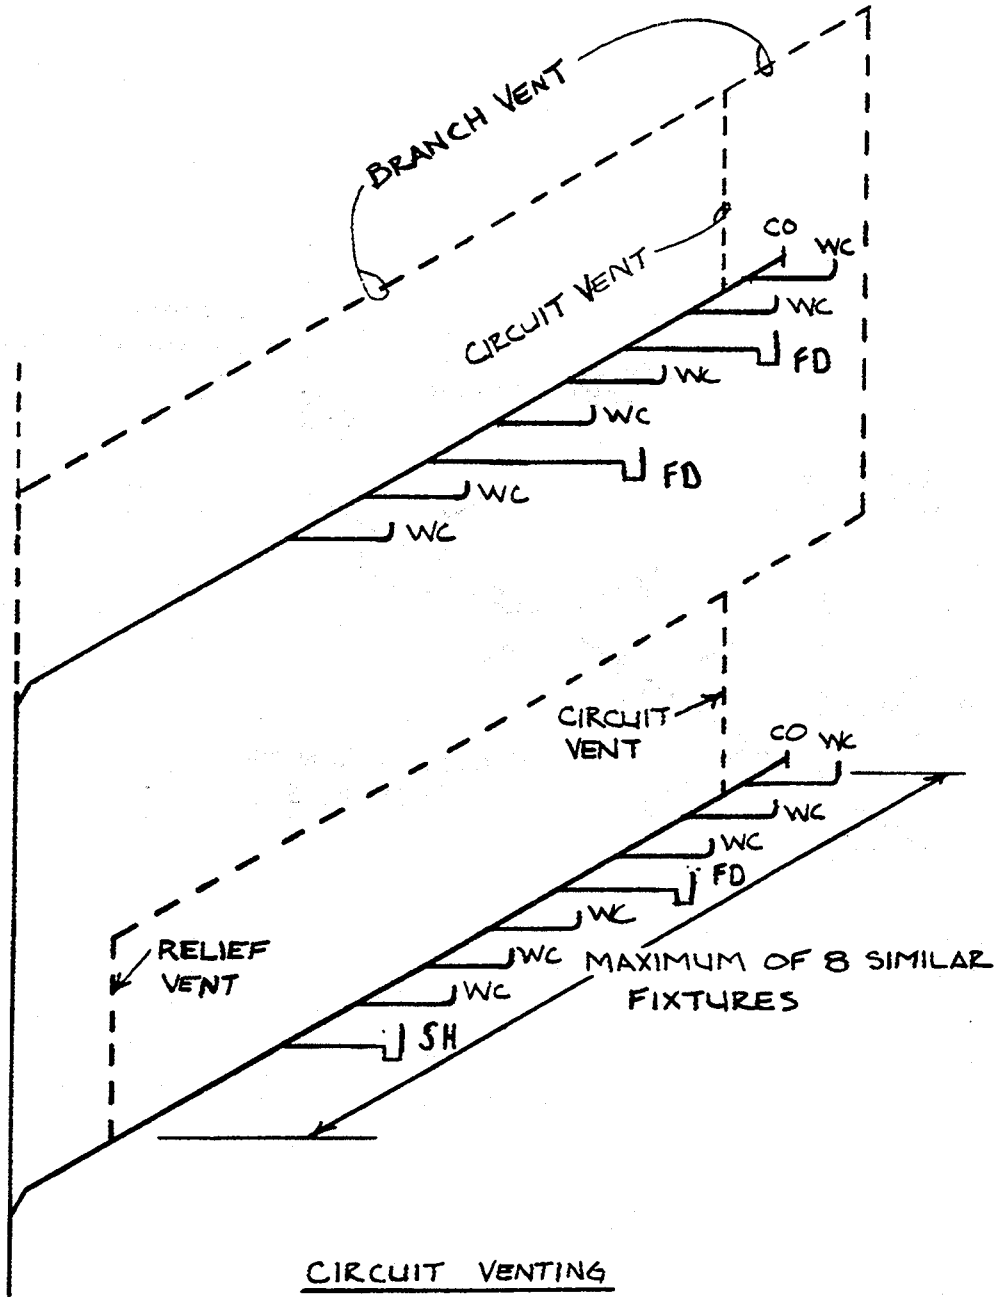 BRANCH VENT
CIRCUIT VENT
CO
WC
WC
FD
WC
WC
FD
WC
WC
CIRCUIT
VENT
CO
WC
WC
WC
FD
WC
WC
WC
SH
RELIEF
VENT
MAXIMUM OF 8 SIMILAR
FIXTURES
CIRCUIT VENTING